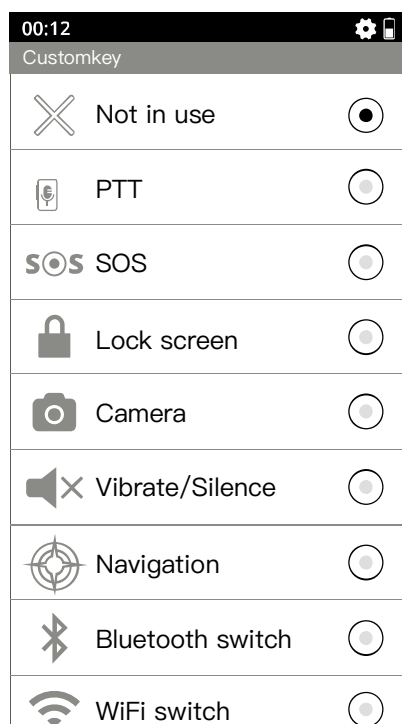 00:12
Customkey
Not in use
PTT
SOS SOS
Lock screen
Camera
Vibrate/Silence
Navigation
Bluetooth switch
WiFi switch